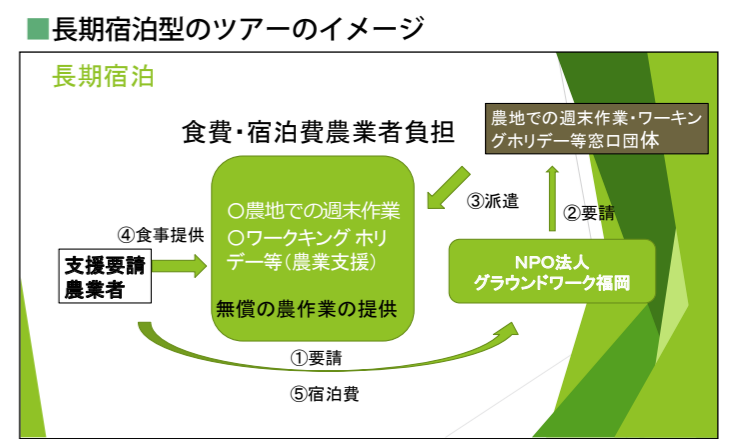 ■長期宿泊型のツアーのイメージ
長期宿泊
食費・宿泊費農業者負担
農地での週末作業・ワーキン
グホリデー等窓口団体
○農地での週末作業
○ワークキング ホリ
デー等(農業支援)
無償の農作業の提供
③派遣
②要請
④食事提供
支援要請
農業者
NPO法人
グラウンドワーク福岡
①要請
⑤宿泊費